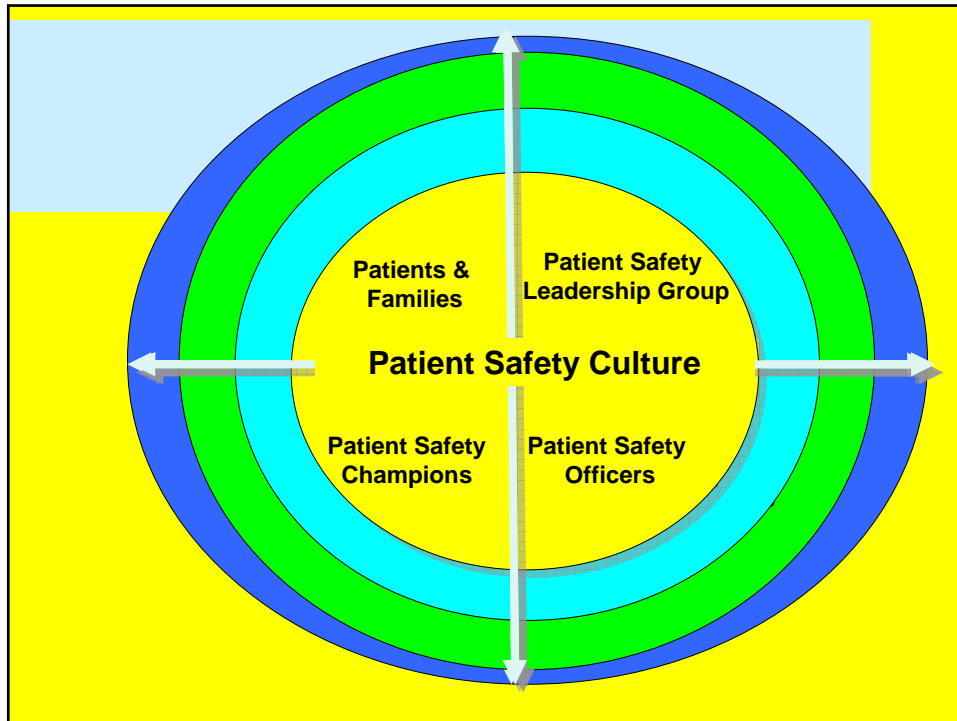 Patients &
Families
Patient Safety
Leadership Group
Patient Safety Culture
Patient Safety
Champions
Patient Safety
Officers